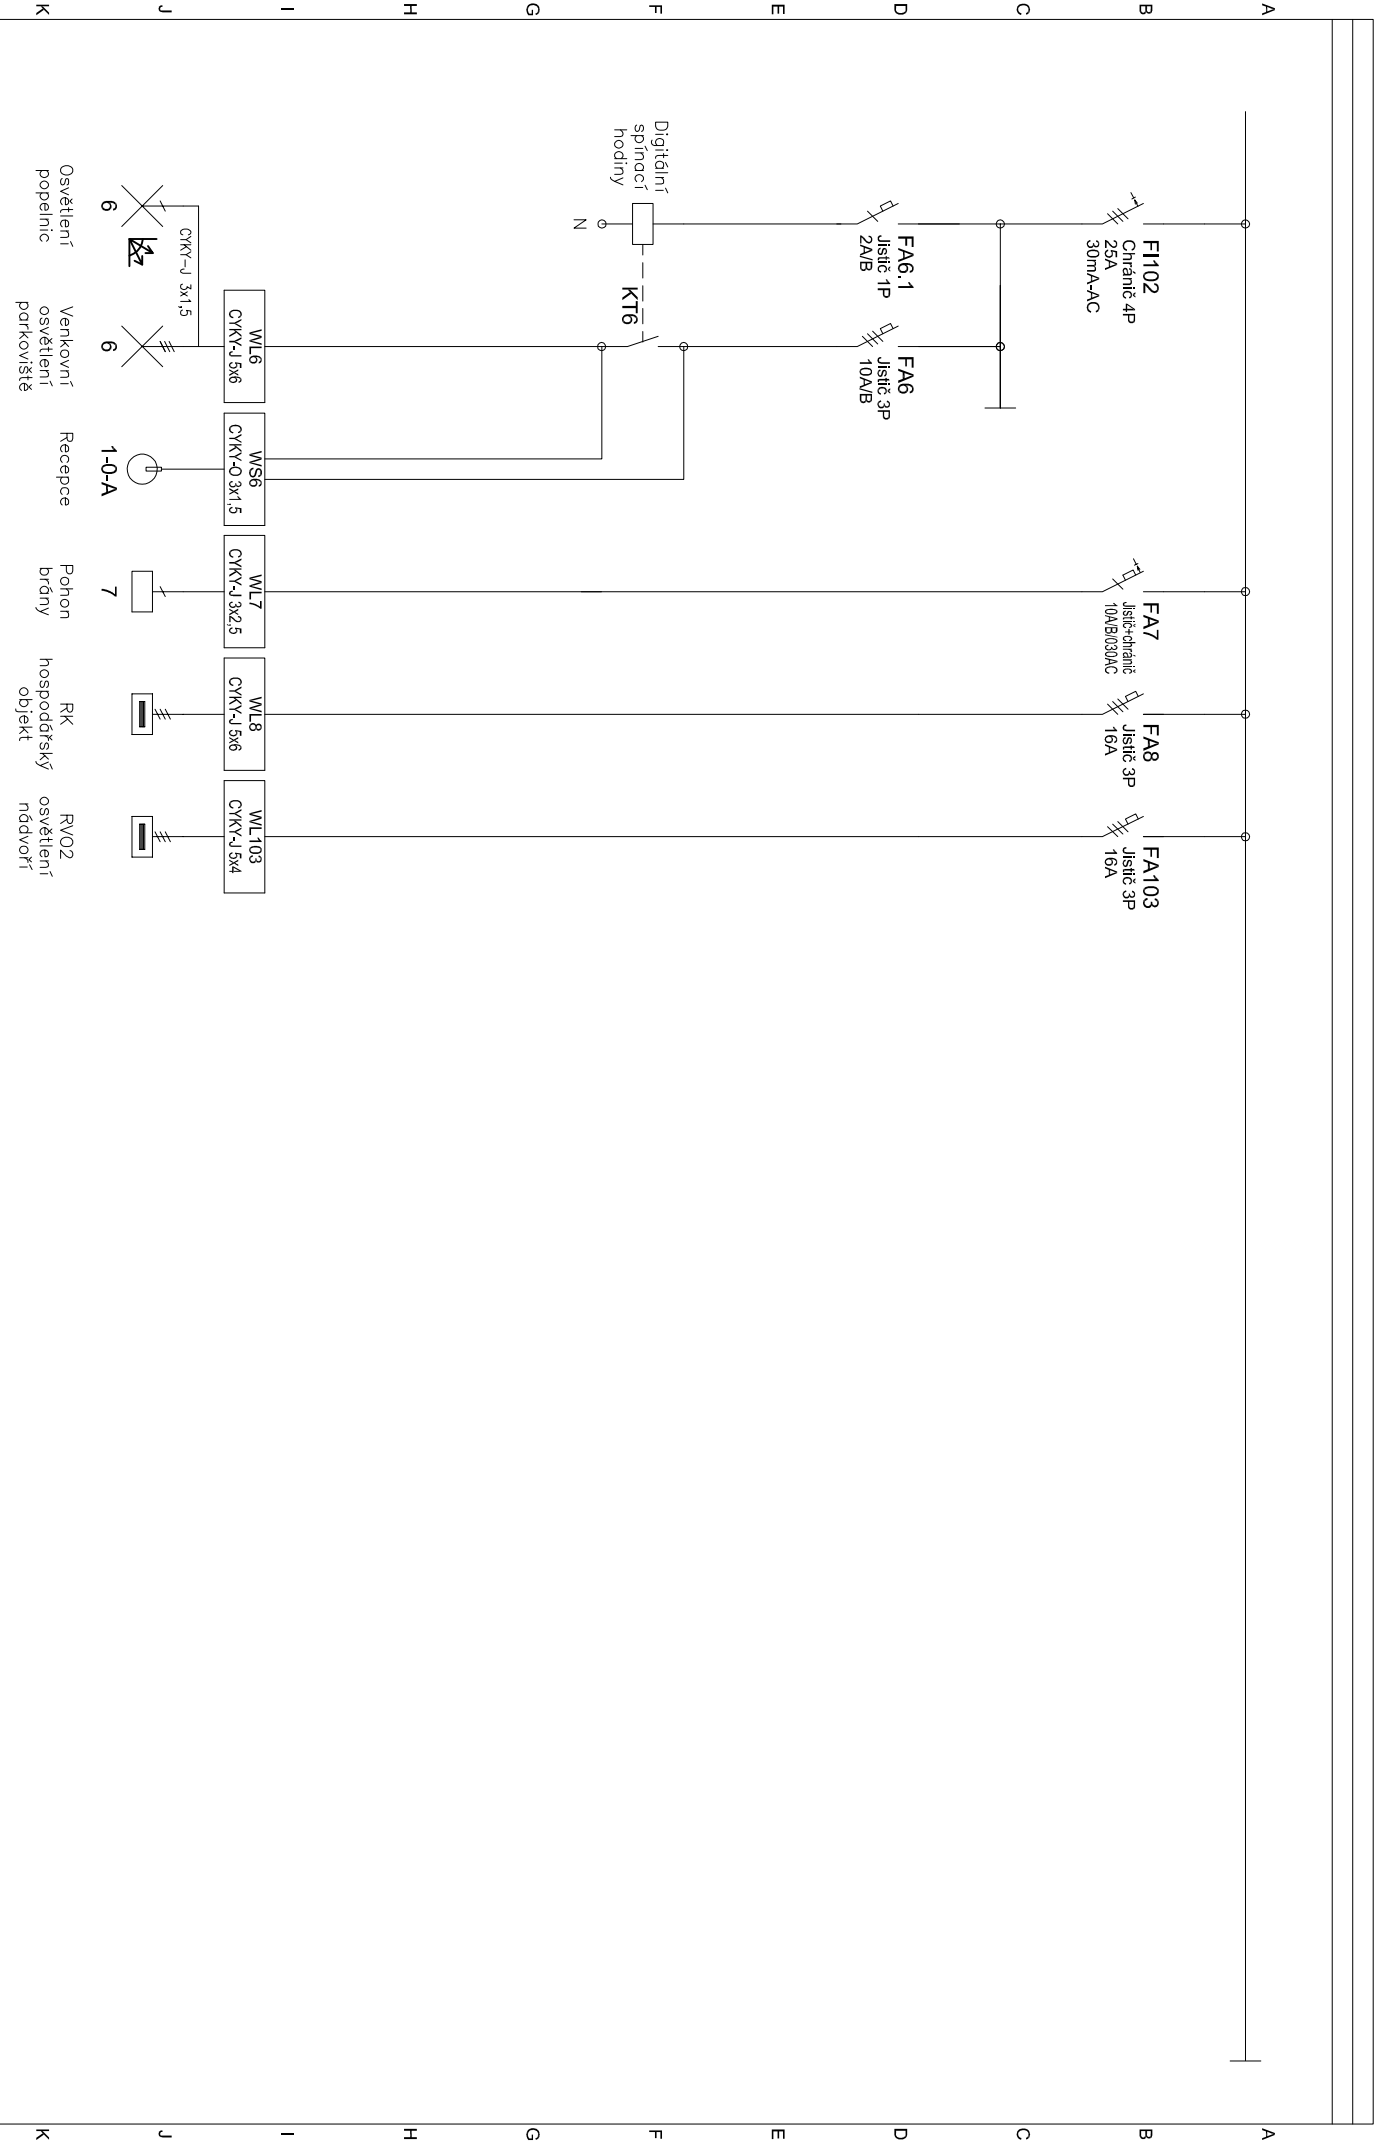 A
B
C
D
E
F
G
H
I
J
K
FI102
Chránič 4P
25A
30mA-AC
FA7
Jistič+chránič
10A/B/030AC
FA8
Jistič 3P
16A
FA103
Jistič 3P
16A
FA6.1
Jistič 1P
2A/B
FA6
Jistič 3P
10A/B
Digitální
spínací
hodiny
KT6
N
WL6
CYKY-J 5x6
WS6
CYKY-O 3x1,5
WL7
CYKY-J 3x2,5
WL8
CYKY-J 5x6
WL103
CYKY-J 5x4
CYKY-J 3x1,5
6
6
1-0-A
7
Osvětlení
popelnic
Venkovní
osvětlení
parkoviště
Recepce
Pohon
brány
RK
hospodářský
objekt
RVO2
osvětlení
nádvoří
A
B
C
D
E
F
G
H
I
J
K